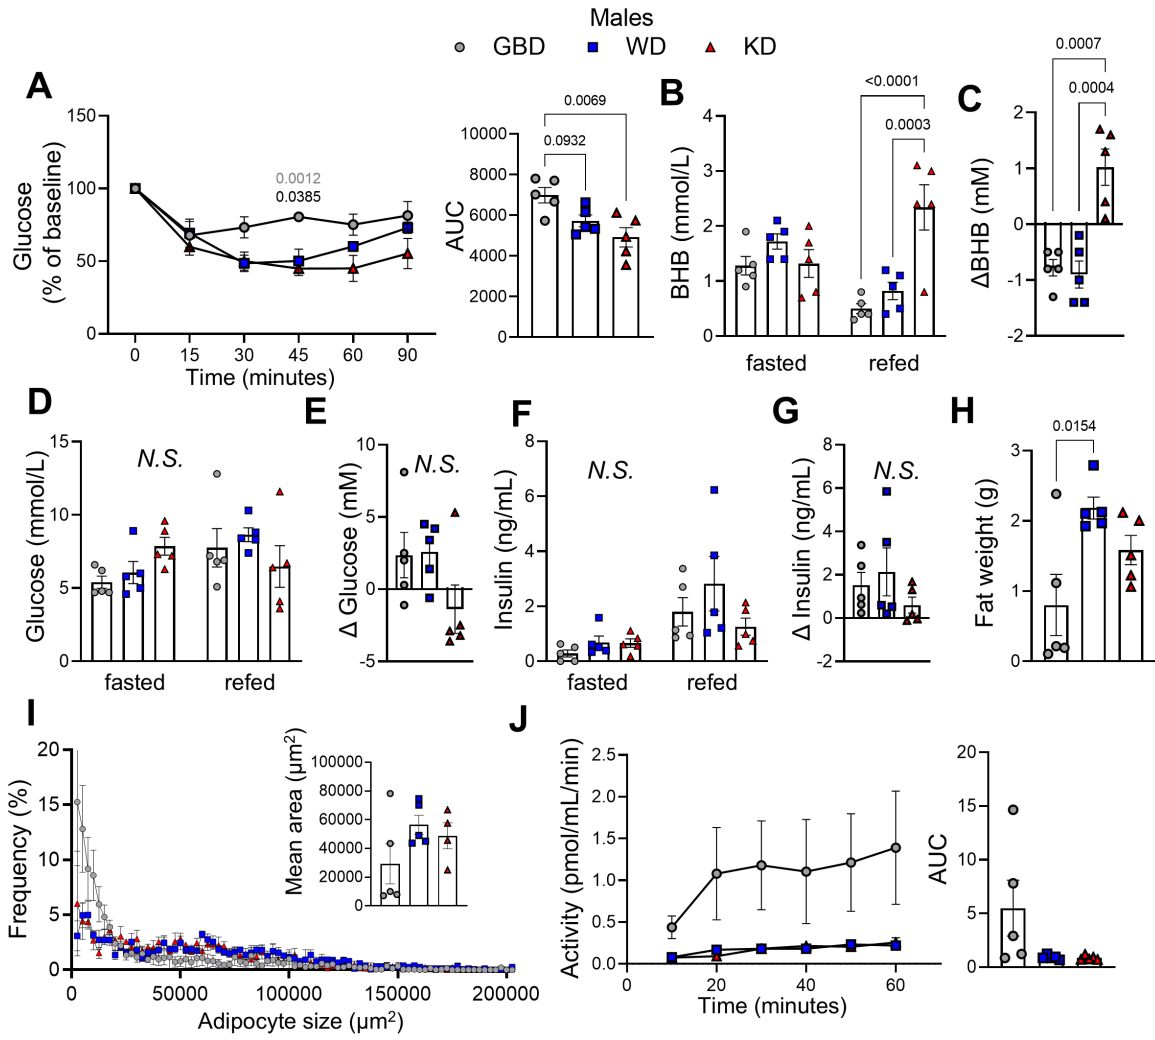 Males
GBD WD KD
A
Glucose
(% of baseline)
150
100
50
0
0.0012
0.0385
0 15 30 45 60 90
Time (minutes)
AUC
10000
8000
6000
4000
2000
0
0.0069
0.0932
B
BHB (mmol/L)
4
3
2
1
0
<0.0001
0.0003
fasted refed
C
ΔBHB (mM)
2
1
0
-1
-2
0.0007
0.0004
D
Glucose (mmol/L)
15
10
5
0
N.S.
fasted refed
E
Δ Glucose (mM)
10
5
0
-5
N.S.
F
Insulin (ng/mL)
8
6
4
2
0
N.S.
fasted refed
G
Δ Insulin (ng/mL)
8
6
4
2
0
-2
N.S.
H
Fat weight (g)
3
2
1
0
0.0154
I
Frequency (%)
20
15
10
5
0
0 50000 100000 150000 200000
Adipocyte size (µm²)
Mean area (µm²)
100000
80000
60000
40000
20000
0
J
Activity (pmol/mL/min)
2.5
2.0
1.5
1.0
0.5
0.0
0 20 40 60
Time (minutes)
AUC
20
15
10
5
0